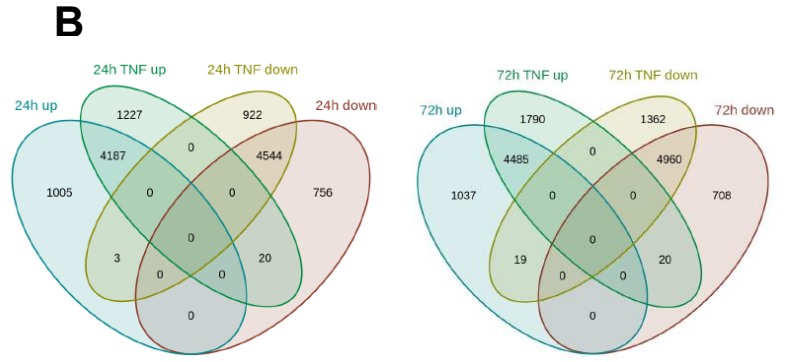 B
24h TNF up 24h TNF down
24h up 24h down
1227 922
0
4187 4544
1005 0 0 756
0
3 20
0 0
0
72h TNF up 72h TNF down
72h up 72h down
1790 1362
0
4485 4960
1037 0 0 708
0
19 20
0 0
0